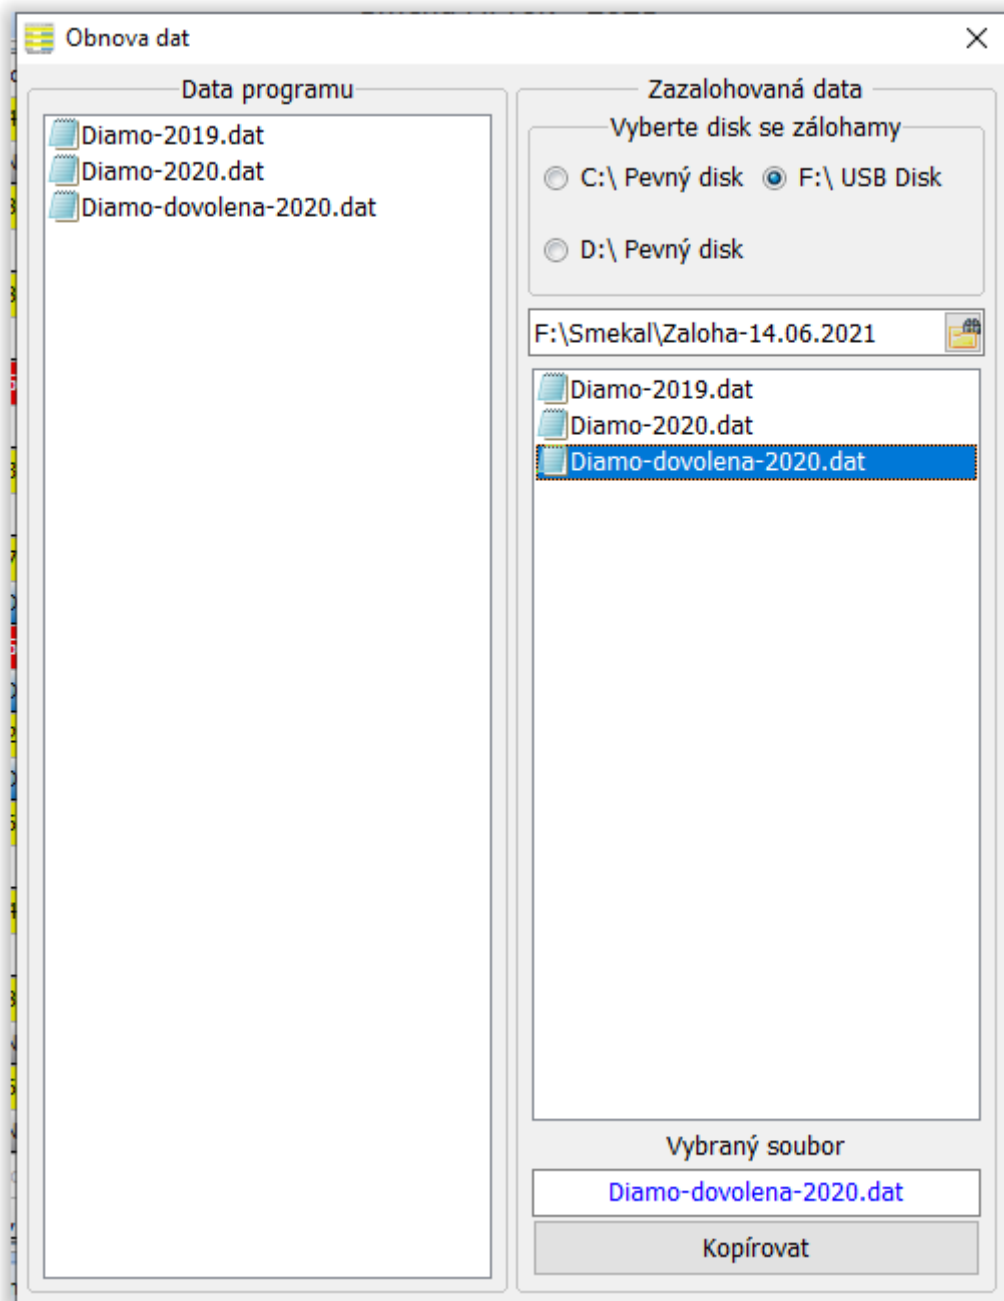 Obnova dat
Data programu
Diamo-2019.dat
Diamo-2020.dat
Diamo-dovolena-2020.dat
Zazalohovaná data
Vyberte disk se zálohamy
C:\ Pevný disk F:\ USB Disk
D:\ Pevný disk
F:\Smekal\Zaloha-14.06.2021
Diamo-2019.dat
Diamo-2020.dat
Diamo-dovolena-2020.dat
Vybraný soubor
Diamo-dovolena-2020.dat
Kopírovat